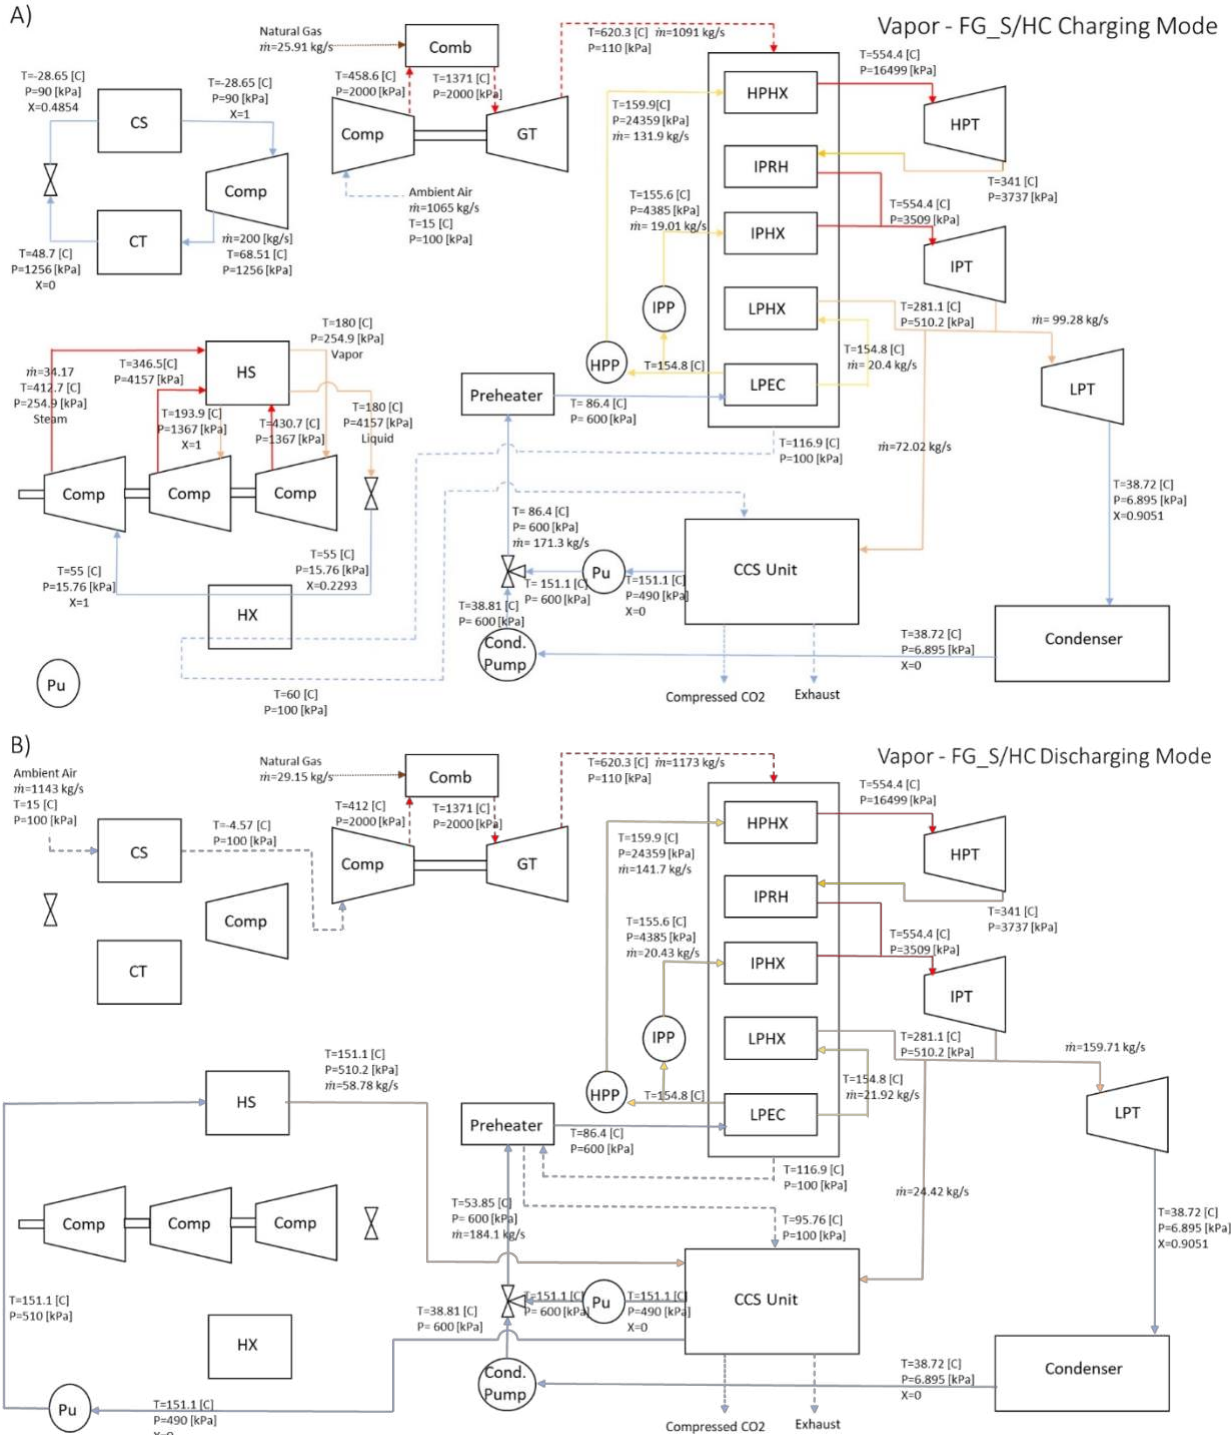 A)
Vapor - FG_S/HC Charging Mode
Natural Gas
ṁ=25.91 kg/s
Comb
T=620.3 [C] ṁ=1091 kg/s
P=110 [kPa]
T=-28.65 [C]
P=90 [kPa]
X=0.4854
T=-28.65 [C]
P=90 [kPa]
X=1
CS
T=458.6 [C]
P=2000 [kPa]
T=1371 [C]
P=2000 [kPa]
Comp
GT
T=554.4 [C]
P=16499 [kPa]
HPHX
HPT
T=159.9[C]
P=24359 [kPa]
ṁ= 131.9 kg/s
IPRH
T=341 [C]
P=3737 [kPa]
Comp
Ambient Air
ṁ=1065 kg/s
T=15 [C]
P=100 [kPa]
T=155.6 [C]
P=4385 [kPa]
ṁ= 19.01 kg/s
T=554.4 [C]
P=3509 [kPa]
IPHX
IPT
CT
ṁ=200 [kg/s]
T=68.51 [C]
P=1256 [kPa]
T=48.7 [C]
P=1256 [kPa]
X=0
IPP
LPHX
T=281.1 [C]
P=510.2 [kPa]
ṁ= 99.28 kg/s
T=180 [C]
P=254.9 [kPa]
Vapor
HS
T=346.5[C]
P=4157 [kPa]
ṁ=34.17
T=412.7 [C]
P=254.9 [kPa]
Steam
T=193.9 [C]
P=1367 [kPa]
X=1
T=430.7 [C]
P=1367 [kPa]
T=180 [C]
P=4157 [kPa]
Liquid
HPP
T=154.8 [C]
T=154.8 [C]
ṁ= 20.4 kg/s
LPEC
LPT
Preheater
T= 86.4 [C]
P= 600 [kPa]
T=116.9 [C]
P=100 [kPa]
ṁ=72.02 kg/s
Comp
Comp
Comp
T= 86.4 [C]
P= 600 [kPa]
ṁ= 171.3 kg/s
T=38.72 [C]
P=6.895 [kPa]
X=0.9051
T=55 [C]
P=15.76 [kPa]
X=1
T=55 [C]
P=15.76 [kPa]
X=0.2293
HX
Pu
T= 151.1 [C]
P= 600 [kPa]
T=151.1 [C]
P=490 [kPa]
X=0
CCS Unit
T=38.81 [C]
P= 600 [kPa]
Cond.
Pump
T=38.72 [C]
P=6.895 [kPa]
X=0
Condenser
Pu
T=60 [C]
P=100 [kPa]
Compressed CO2
Exhaust
B)
Vapor - FG_S/HC Discharging Mode
Ambient Air
ṁ=1143 kg/s
T=15 [C]
P=100 [kPa]
Natural Gas
ṁ=29.15 kg/s
Comb
T=620.3 [C] ṁ=1173 kg/s
P=110 [kPa]
CS
T=-4.57 [C]
P=100 [kPa]
T=412 [C]
P=2000 [kPa]
T=1371 [C]
P=2000 [kPa]
Comp
GT
T=554.4 [C]
P=16499 [kPa]
HPHX
HPT
T=159.9 [C]
P=24359 [kPa]
ṁ=141.7 kg/s
IPRH
T=341 [C]
P=3737 [kPa]
Comp
CT
T=155.6 [C]
P=4385 [kPa]
ṁ=20.43 kg/s
T=554.4 [C]
P=3509 [kPa]
IPHX
IPT
IPP
LPHX
T=281.1 [C]
P=510.2 [kPa]
ṁ=159.71 kg/s
T=151.1 [C]
P=510.2 [kPa]
ṁ=58.78 kg/s
HS
HPP
T=154.8 [C]
T=154.8 [C]
ṁ=21.92 kg/s
LPEC
LPT
Preheater
T=86.4 [C]
P=600 [kPa]
T=116.9 [C]
P=100 [kPa]
ṁ=24.42 kg/s
Comp
Comp
Comp
T=53.85 [C]
P= 600 [kPa]
ṁ=184.1 kg/s
T=95.76 [C]
P=100 [kPa]
T=38.72 [C]
P=6.895 [kPa]
X=0.9051
T=151.1 [C]
P=510 [kPa]
HX
T=38.81 [C]
P= 600 [kPa]
T=151.1 [C]
P= 600 [kPa]
Pu
T=151.1 [C]
P=490 [kPa]
X=0
CCS Unit
Cond.
Pump
T=38.72 [C]
P=6.895 [kPa]
X=0
Condenser
Pu
T=151.1 [C]
P=490 [kPa]
X=0
Compressed CO2
Exhaust